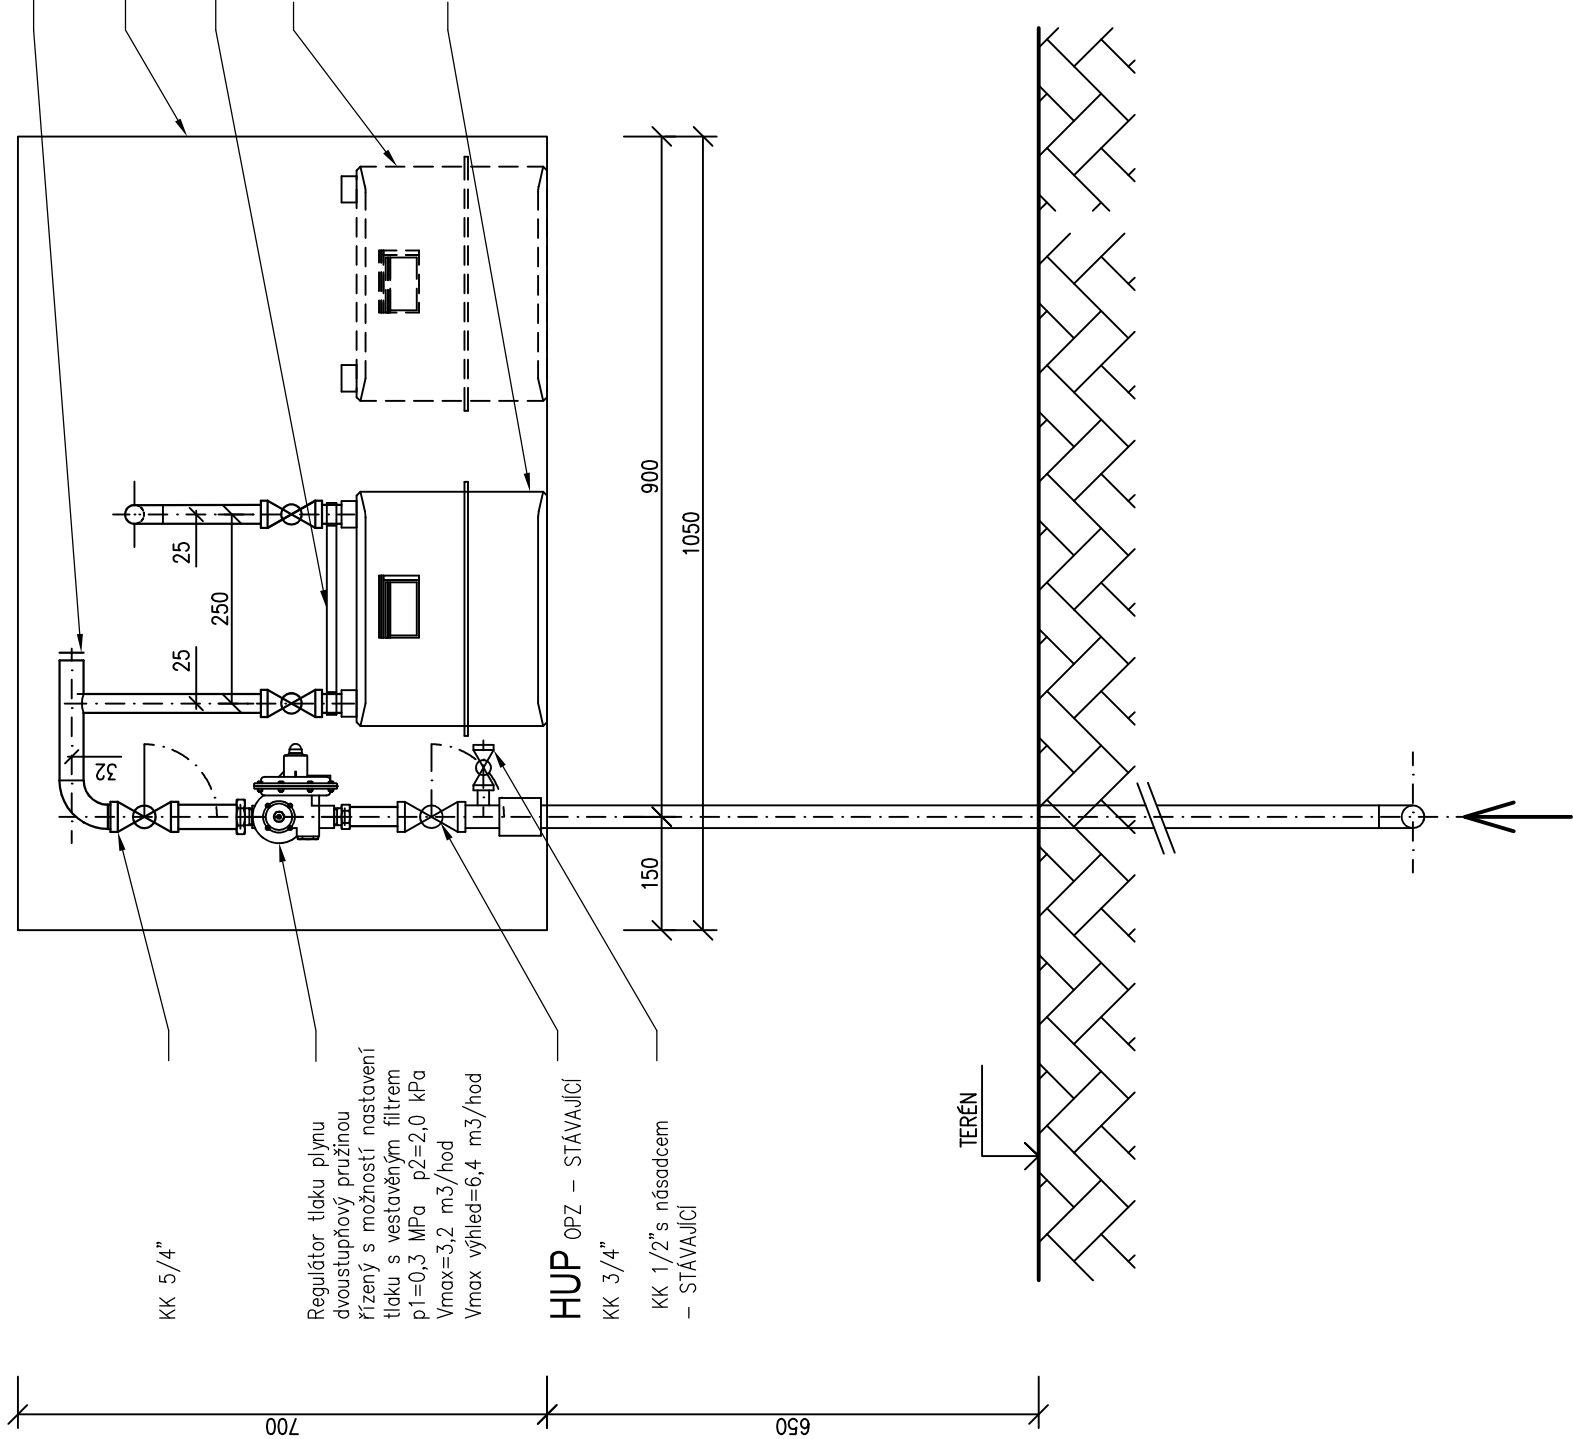 KK 5/4"
Regulátor tlaku plynu
dvoustupňový pružinou
řízený s možností nastavení
tlaku s vestavěným filtrem
p1=0,3 MPa p2=2,0 kPa
Vmax=3,2 m3/hod
Vmax výhled=6,4 m3/hod
HUP OPZ – STÁVAJÍCÍ
KK 3/4"
KK 1/2"s násadcem
– STÁVAJÍCÍ
TERÉN
32
25
250
25
150
900
1050
700
650